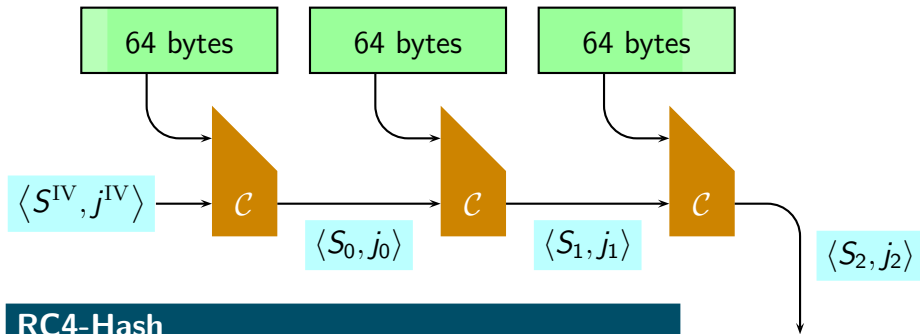 64 bytes 64 bytes 64 bytes
⟨S^IV, j^IV⟩ C C C
⟨S_0, j_0⟩ ⟨S_1, j_1⟩ ⟨S_2, j_2⟩
RC4-Hash